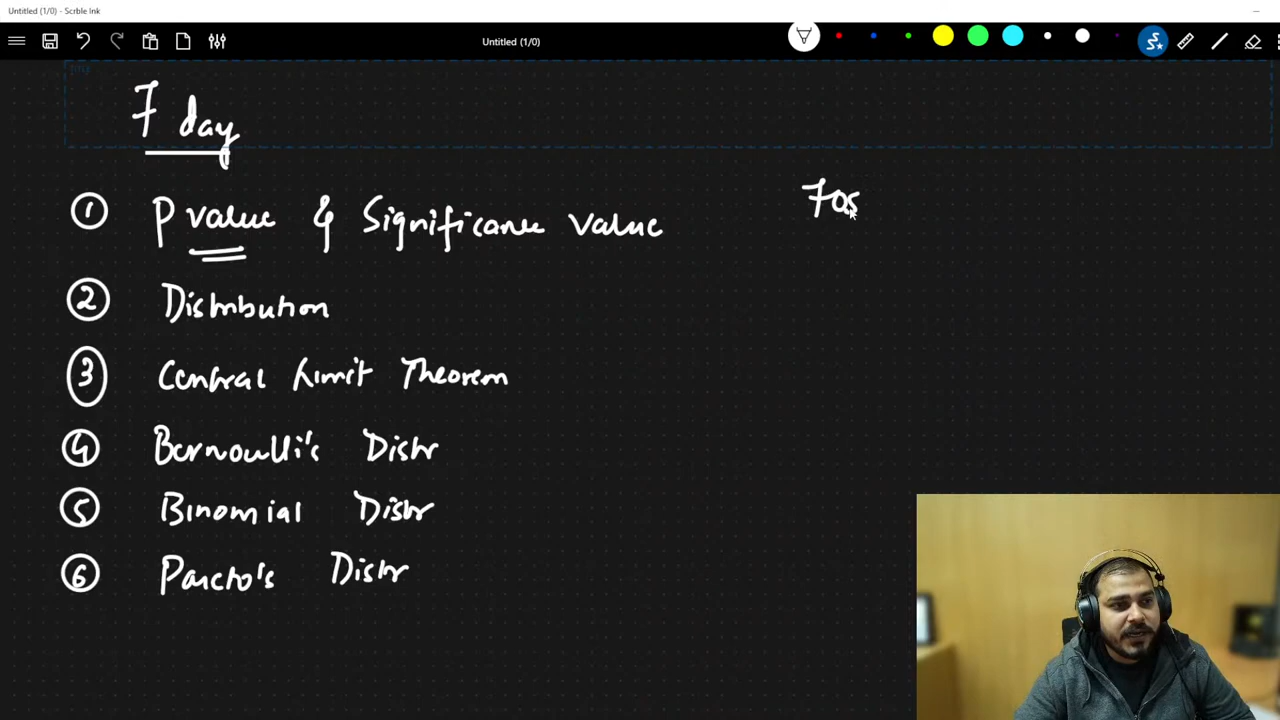 Untitled (1/0) - Scrble Ink
Untitled (1/0)
TITLE
7 day
① P value & Significance value
② Distribution
③ Central Limit Theorem
④ Bernoulli's Distr
⑤ Binomial Distr
⑥ Pareto's Distr